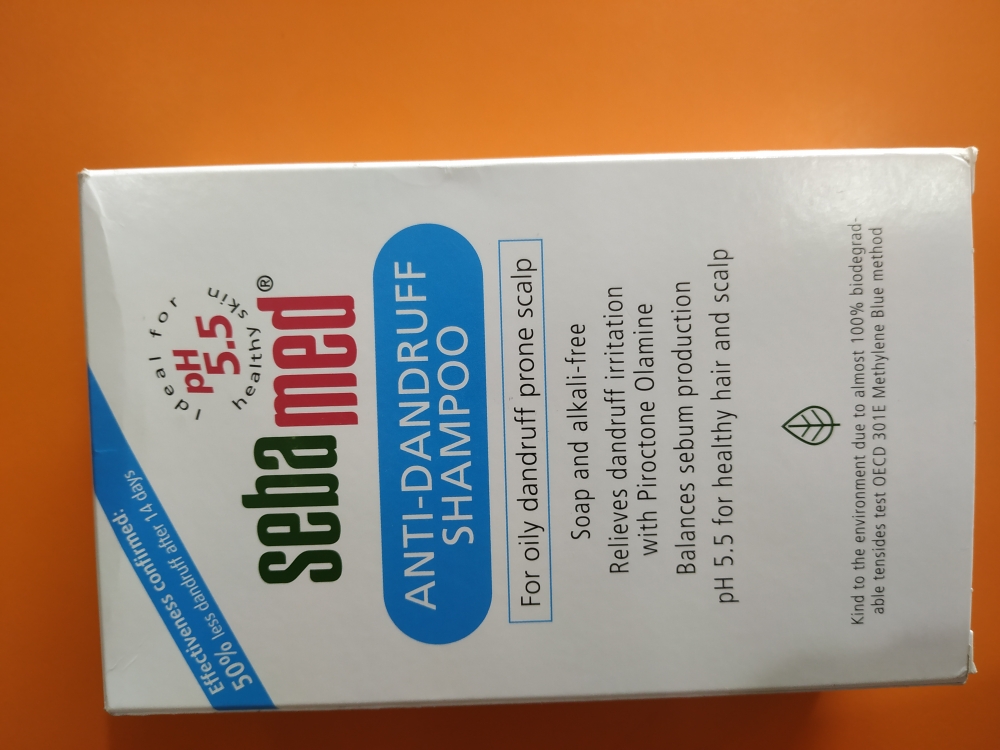 Effectiveness confirmed:
50% less dandruff after 14 days
ideal for
pH
5.5
healthy skin
sebamed®
ANTI-DANDRUFF
SHAMPOO
For oily dandruff prone scalp
Soap and alkali-free
Relieves dandruff irritation
with Piroctone Olamine
Balances sebum production
pH 5.5 for healthy hair and scalp
Kind to the environment due to almost 100% biodegrad-
able tensides test OECD 301E Methylene Blue method